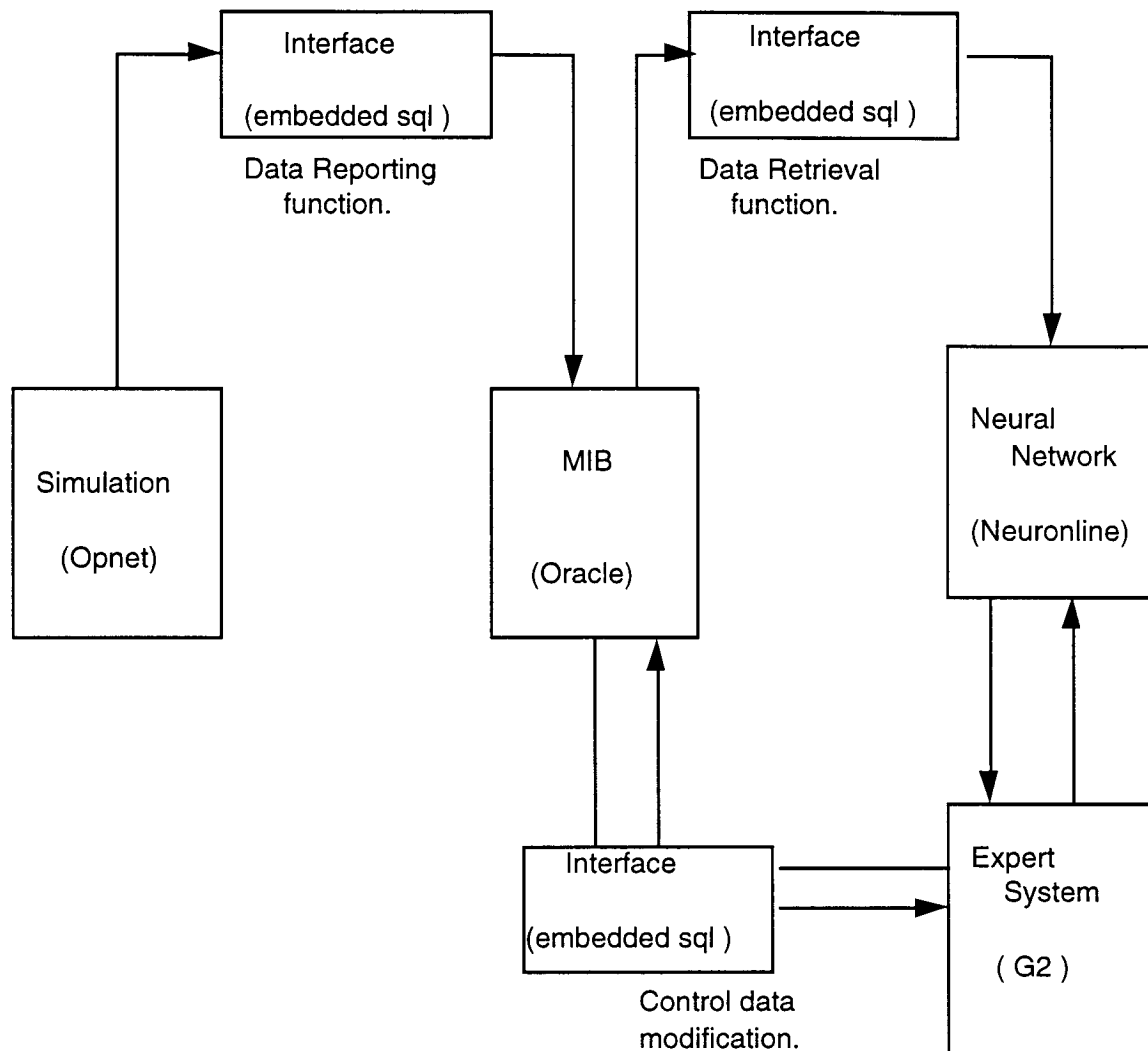 Interface
(embedded sql )
Data Reporting
function.
Interface
(embedded sql )
Data Retrieval
function.
Simulation
(Opnet)
MIB
(Oracle)
Neural
Network
(Neuronline)
Interface
(embedded sql )
Control data
modification.
Expert
System
( G2 )